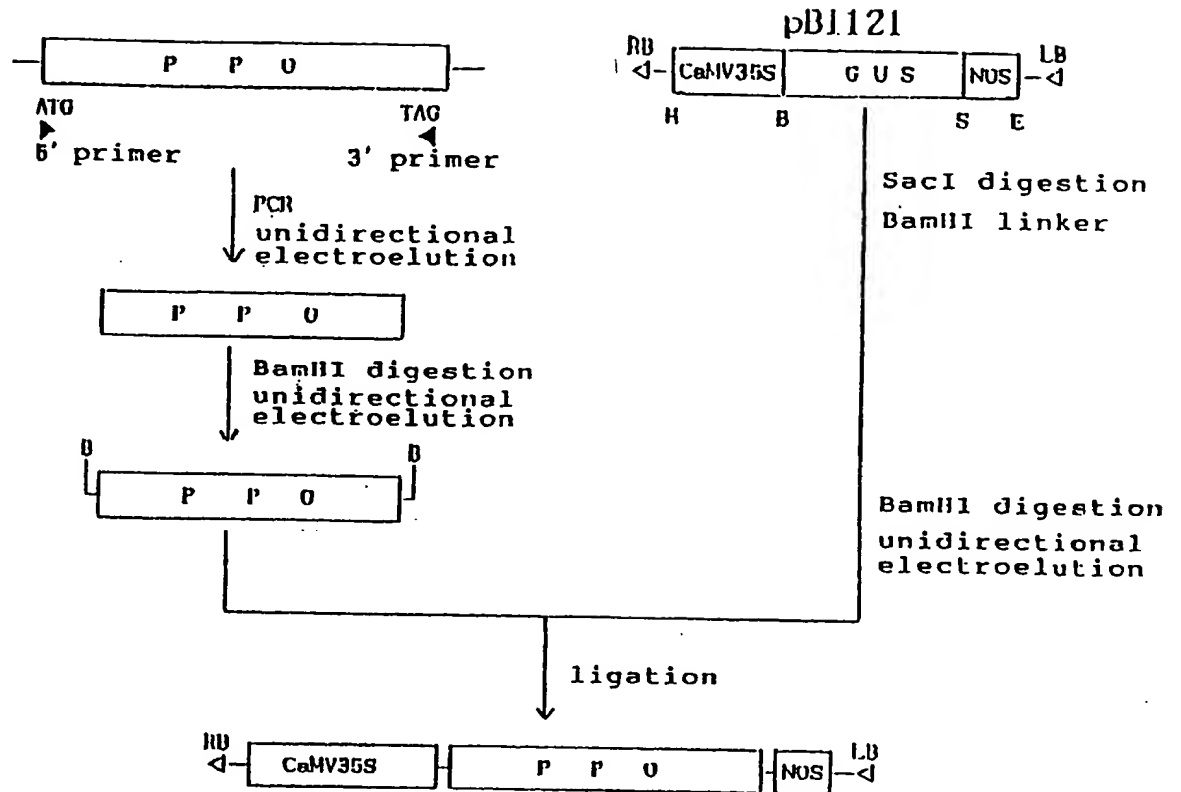 pBI121
P P O
RB CaMV35S GUS NOS LB
ATG TAG
H B S E
5' primer 3' primer
SacI digestion
BamHI linker
PCR
unidirectional
electroelution
P P O
BamHI digestion
unidirectional
electroelution
B B
P P O
BamHI digestion
unidirectional
electroelution
ligation
RB CaMV35S P P O NOS LB